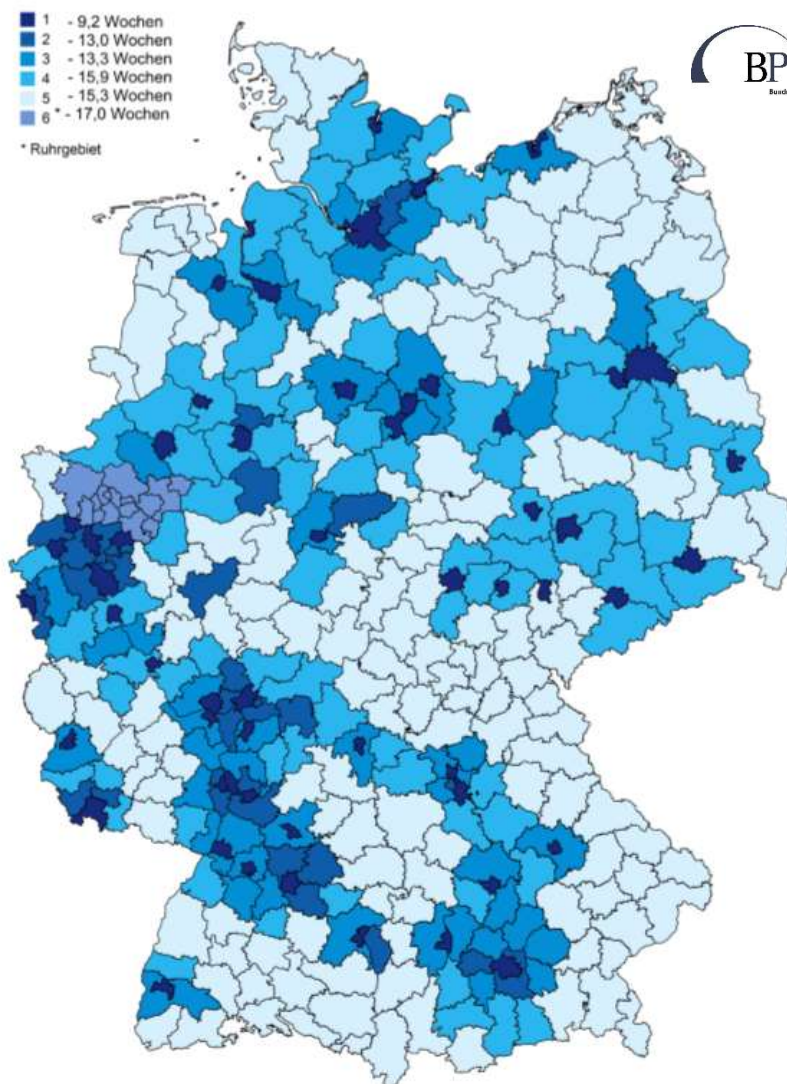 1 - 9,2 Wochen
2 - 13,0 Wochen
3 - 13,3 Wochen
4 - 15,9 Wochen
5 - 15,3 Wochen
6 * - 17,0 Wochen
* Ruhrgebiet
BP